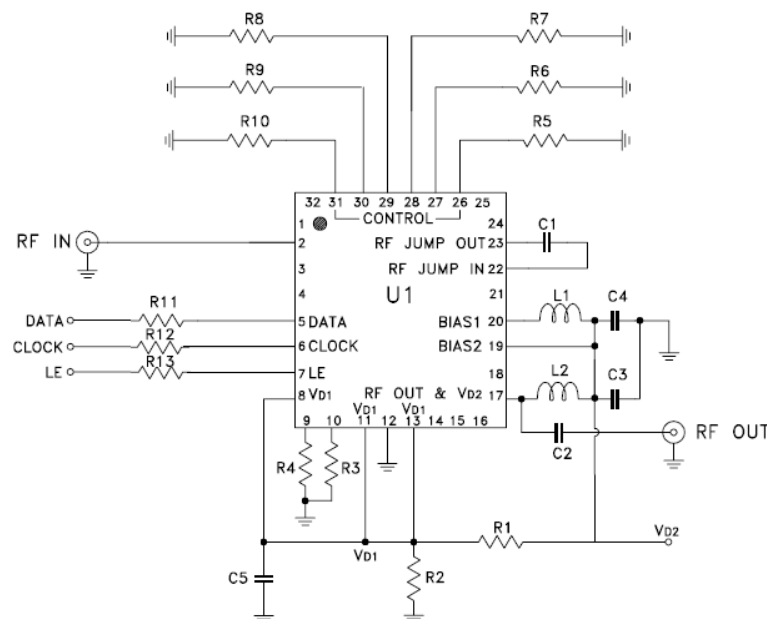 R8 R7
R9 R6
R10 R5
32 31 30 29 28 27 26 25
CONTROL
1 24
RF IN 2 RF JUMP OUT 23 C1
3 RF JUMP IN 22
4 U1 21
L1 C4
DATA R11 5 DATA BIAS1 20
CLOCK R12 6 CLOCK BIAS2 19
LE R13 7 LE 18
L2 C3
8 VD1 RF OUT & VD2 17
VD1 VD1
9 10 11 12 13 14 15 16
C2 RF OUT
R4 R3
R1 VD2
VD1
C5 R2